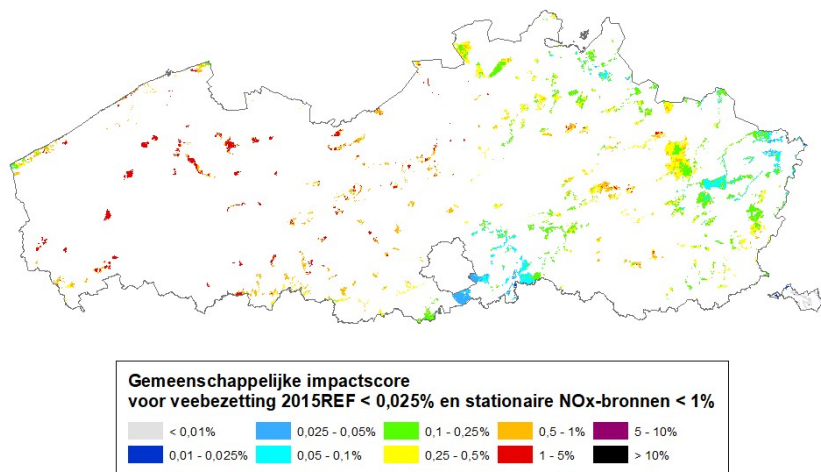 Gemeenschappelijke impactscore
voor veebezetting 2015REF < 0,025% en stationaire NOx-bronnen < 1%
< 0,01% 0,025 - 0,05% 0,1 - 0,25% 0,5 - 1% 5 - 10%
0,01 - 0,025% 0,05 - 0,1% 0,25 - 0,5% 1 - 5% > 10%